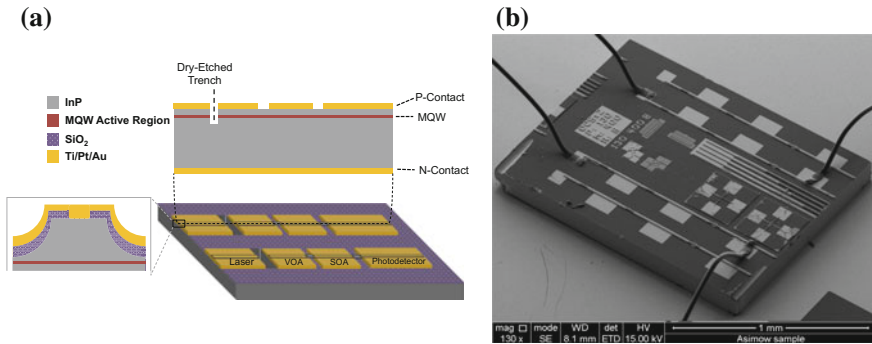 (a)
(b)
Dry-Etched
Trench
P-Contact
MQW
N-Contact
InP
MQW Active Region
SiO2
Ti/Pt/Au
Laser
VOA
SOA
Photodetector
mag
mode
WD
det
HV
130 x
SE
8.1 mm
ETD
15.00 kV
1 mm
Asimow sample